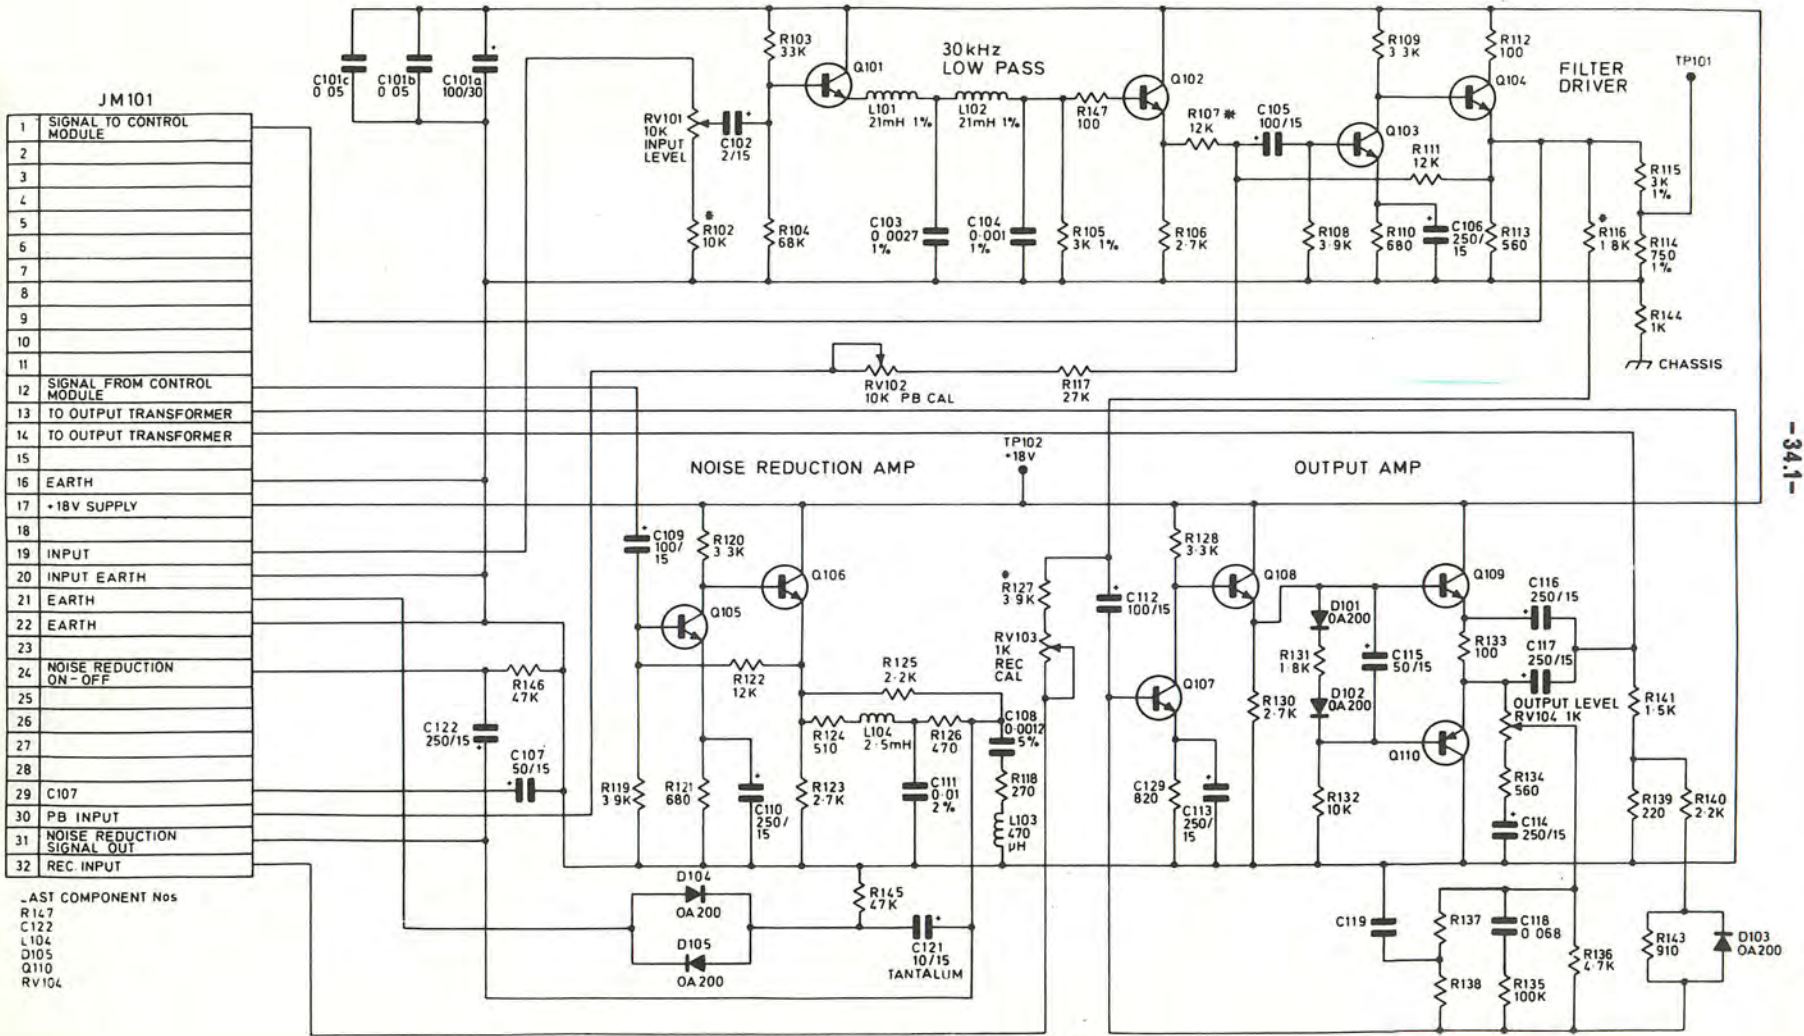 JM101
1 SIGNAL TO CONTROL
MODULE
2
3
4
5
6
7
8
9
10
11
12 SIGNAL FROM CONTROL
MODULE
13 TO OUTPUT TRANSFORMER
14 TO OUTPUT TRANSFORMER
15
16 EARTH
17 +18V SUPPLY
18
19 INPUT
20 INPUT EARTH
21 EARTH
22 EARTH
23
24 NOISE REDUCTION
ON-OFF
25
26
27
28
29 C107
30 PB INPUT
31 NOISE REDUCTION
SIGNAL OUT
32 REC. INPUT
LAST COMPONENT Nos
R147
C122
L104
D105
Q110
RV104
C101c
0 05
C101b
0 05
C101a
100/30
RV101
10K
INPUT
LEVEL
C102
2/15
R103
33K
*
R102
10K
R104
68K
Q101
30kHz
LOW PASS
L101
21mH 1%
L102
21mH 1%
C103
0 0027
1%
C104
0·001
1%
R105
3K 1%
R147
100
Q102
R106
2·7K
R107 *
12K
C105
100/15
R108
3·9K
R109
3 3K
Q103
R111
12K
R110
680
C106
250/
15
R112
100
Q104
R113
560
FILTER
DRIVER
TP101
*
R116
1 8K
R115
3K
1%
R114
750
1%
R144
1K
CHASSIS
RV102
10K PB CAL
R117
27K
NOISE REDUCTION AMP
TP102
+18V
OUTPUT AMP
R146
47K
C122
250/15
C107
50/15
C109
100/
15
R120
3 3K
Q106
Q105
R122
12K
R119
3 9K
R121
680
C110
250/
15
R124
510
L104
2·5mH
R125
2·2K
R126
470
R123
2·7K
C111
0·01
2%
C108
0·0012
5%
R118
270
L103
470
µH
*
R127
3 9K
RV103
1K
REC
CAL
C112
100/15
D104
OA200
D105
OA200
R145
47K
C121
10/15
TANTALUM
R128
3·3K
Q108
Q107
R130
2·7K
C129
820
C113
250/
15
D101
OA200
R131
1·8K
D102
OA200
R132
10K
C115
50/15
Q109
R133
100
Q110
C116
250/15
C117
250/15
OUTPUT LEVEL
RV104 1K
R134
560
C114
250/15
R141
1·5K
R139
220
R140
2·2K
C119
R137
R138
C118
0 068
R135
100K
R136
4·7K
R143
910
D103
OA200
-34.1-